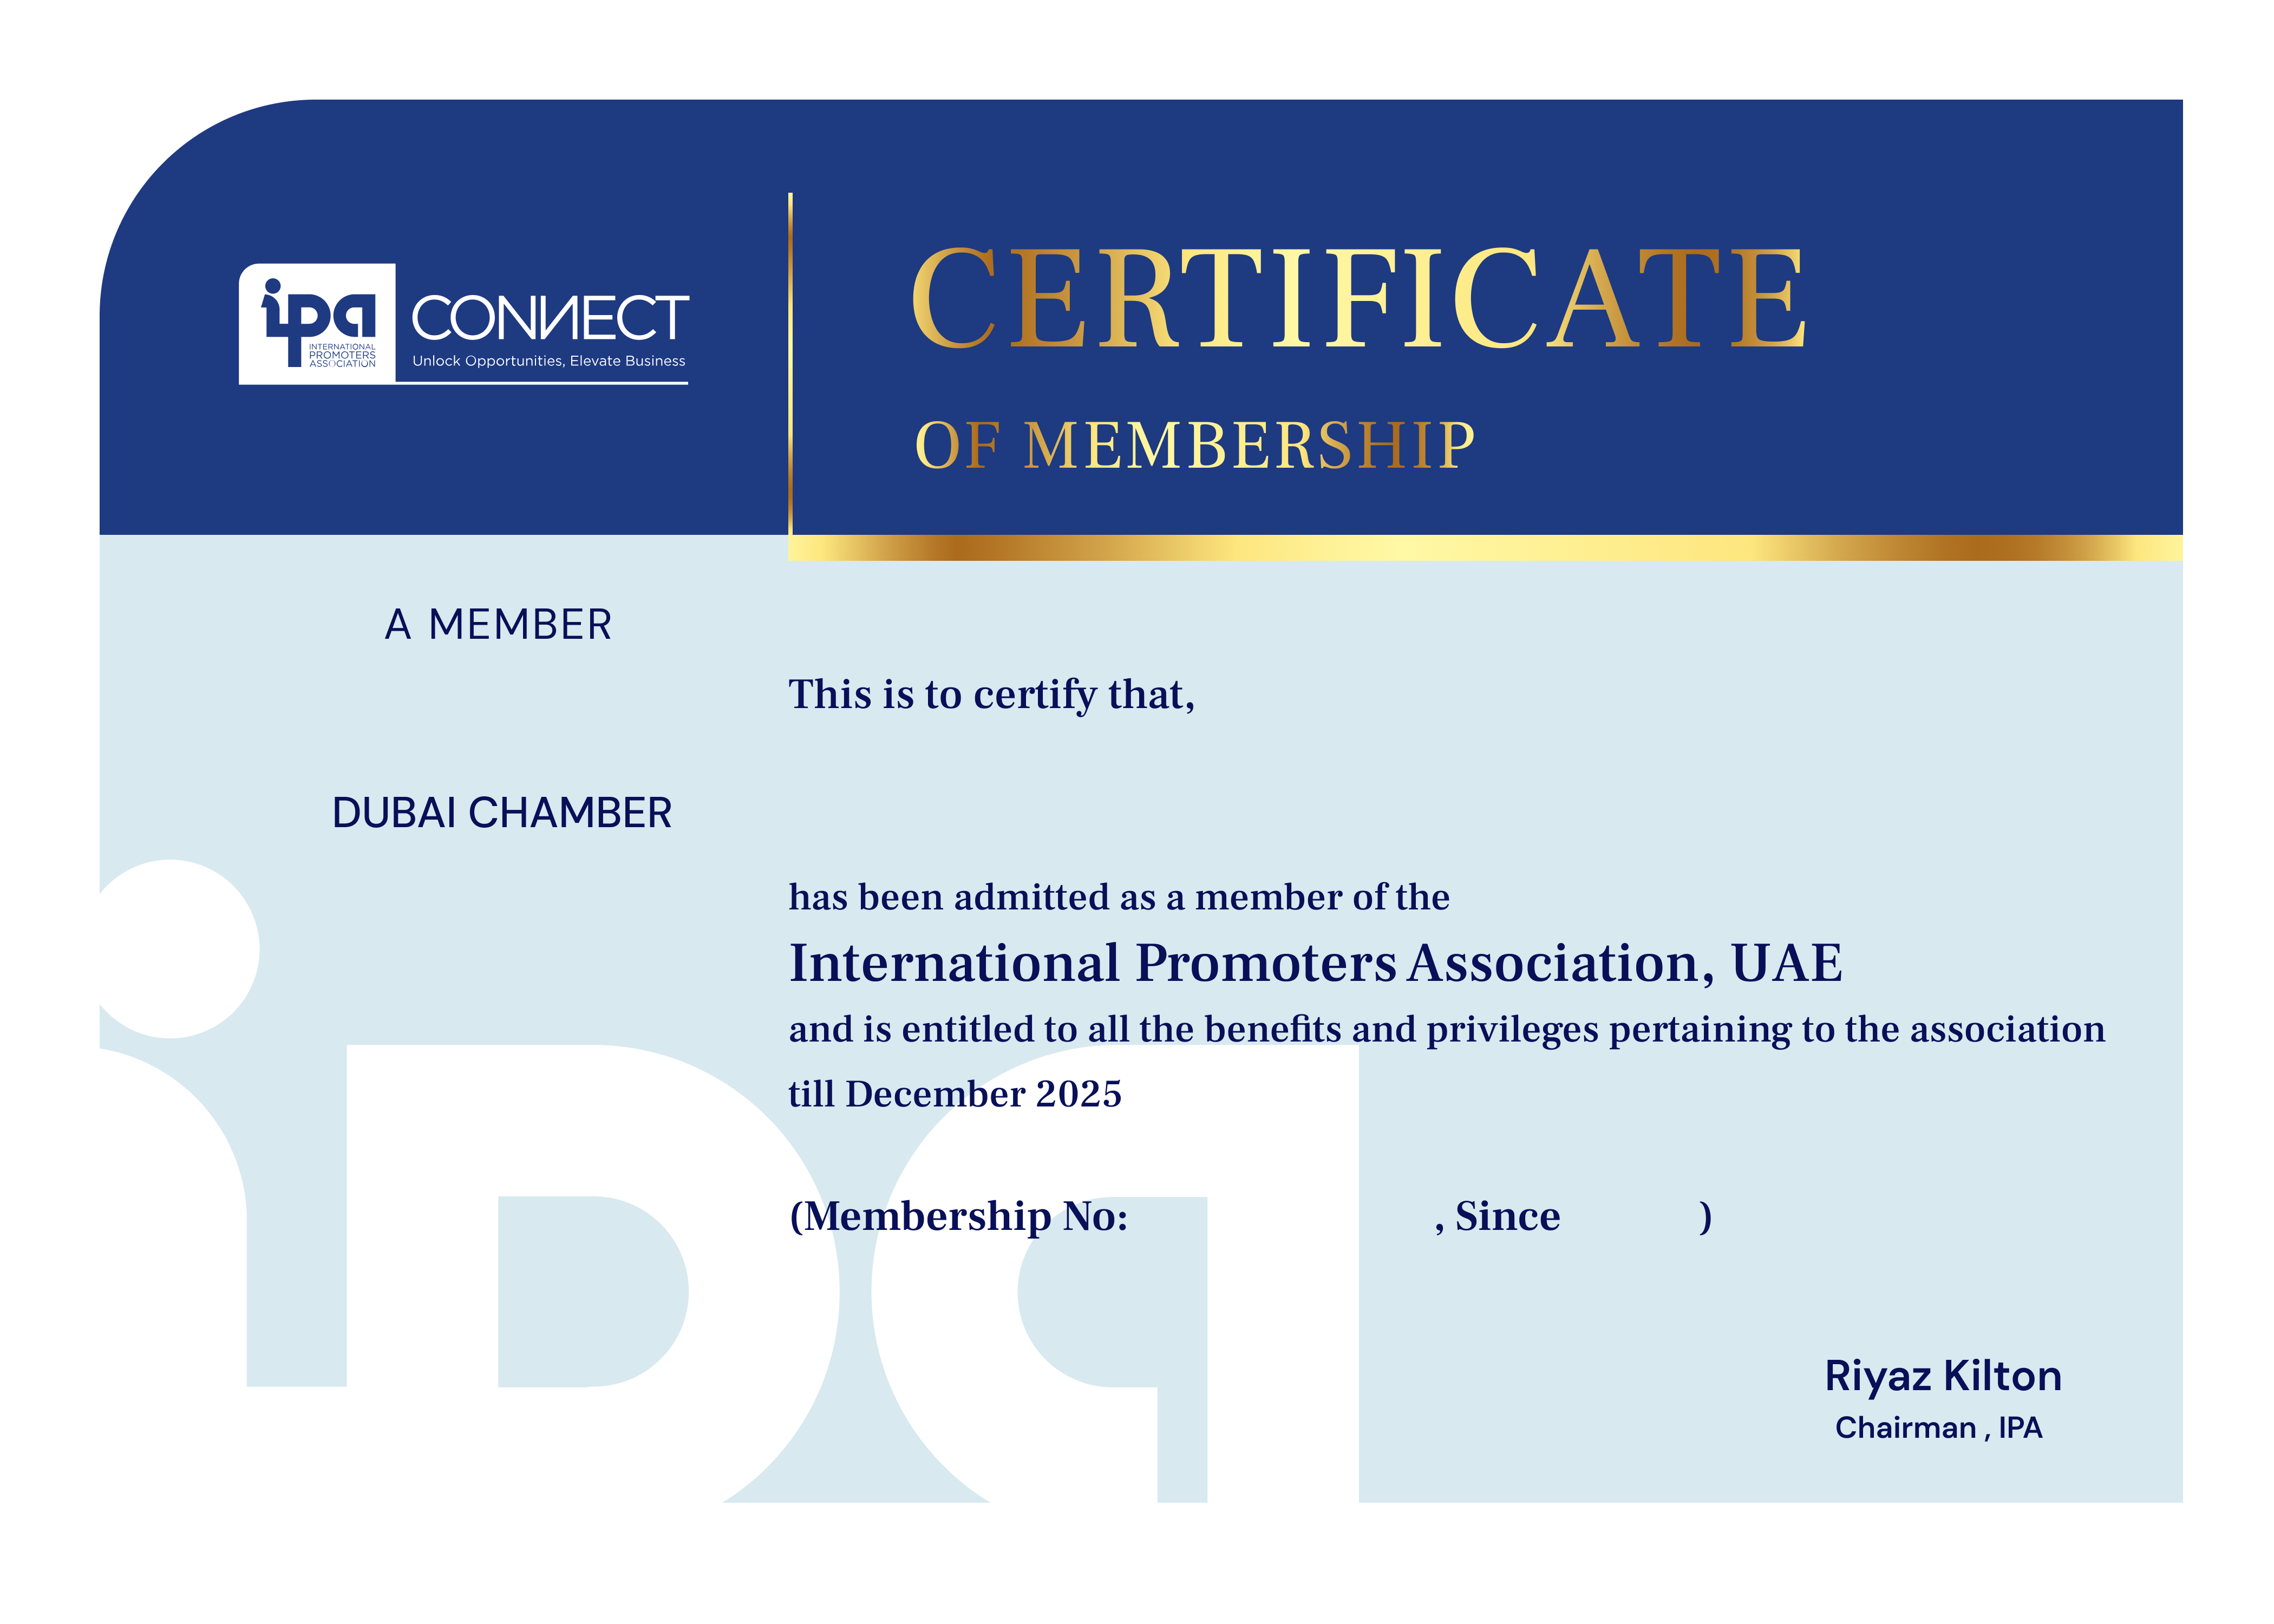 ipa
INTERNATIONAL
PROMOTERS
ASSOCIATION
CONNECT
Unlock Opportunities, Elevate Business
CERTIFICATE
OF MEMBERSHIP
A MEMBER
This is to certify that,
DUBAI CHAMBER
has been admitted as a member of the
International Promoters Association, UAE
and is entitled to all the benefits and privileges pertaining to the association
till December 2025
(Membership No: , Since )
Riyaz Kilton
Chairman , IPA
ipa